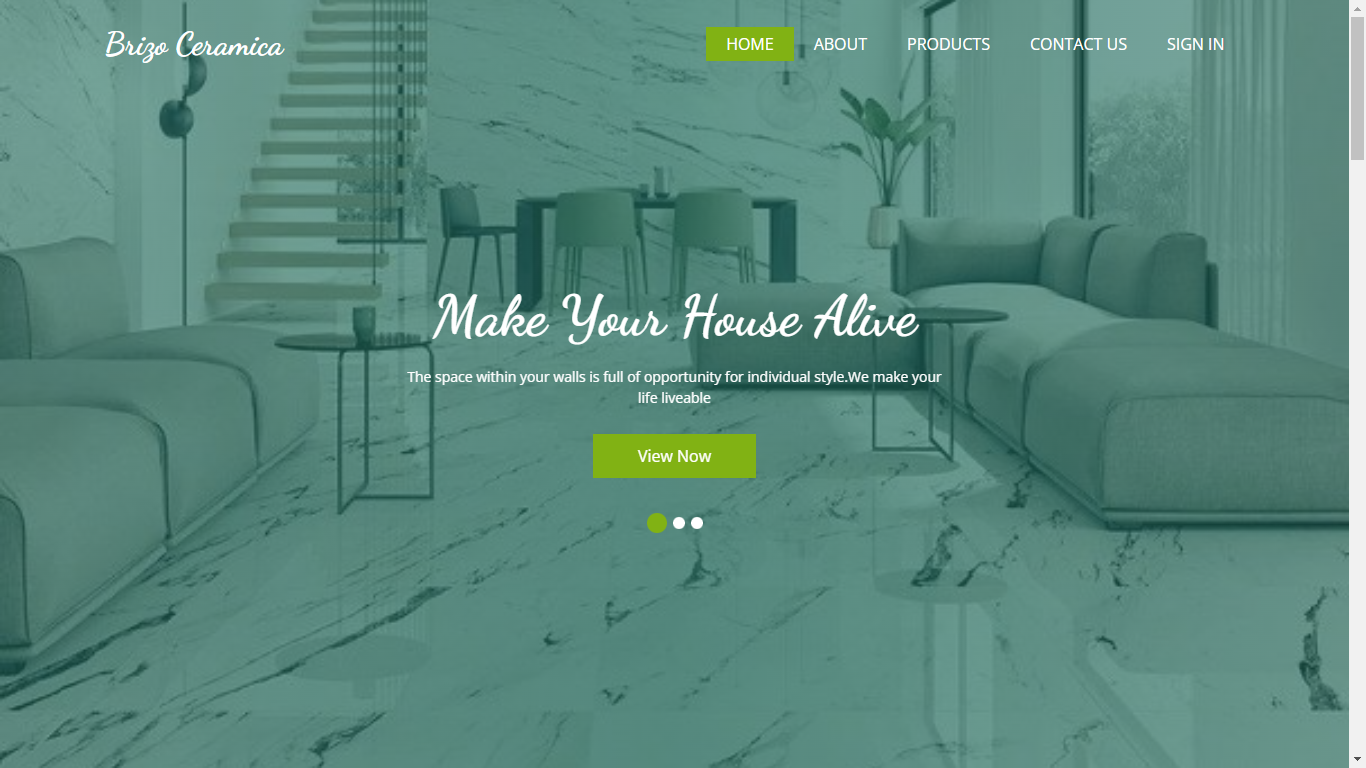 Brizo Ceramica
HOME ABOUT PRODUCTS CONTACT US SIGN IN
Make Your House Alive
The space within your walls is full of opportunity for individual style.We make your
life liveable
View Now